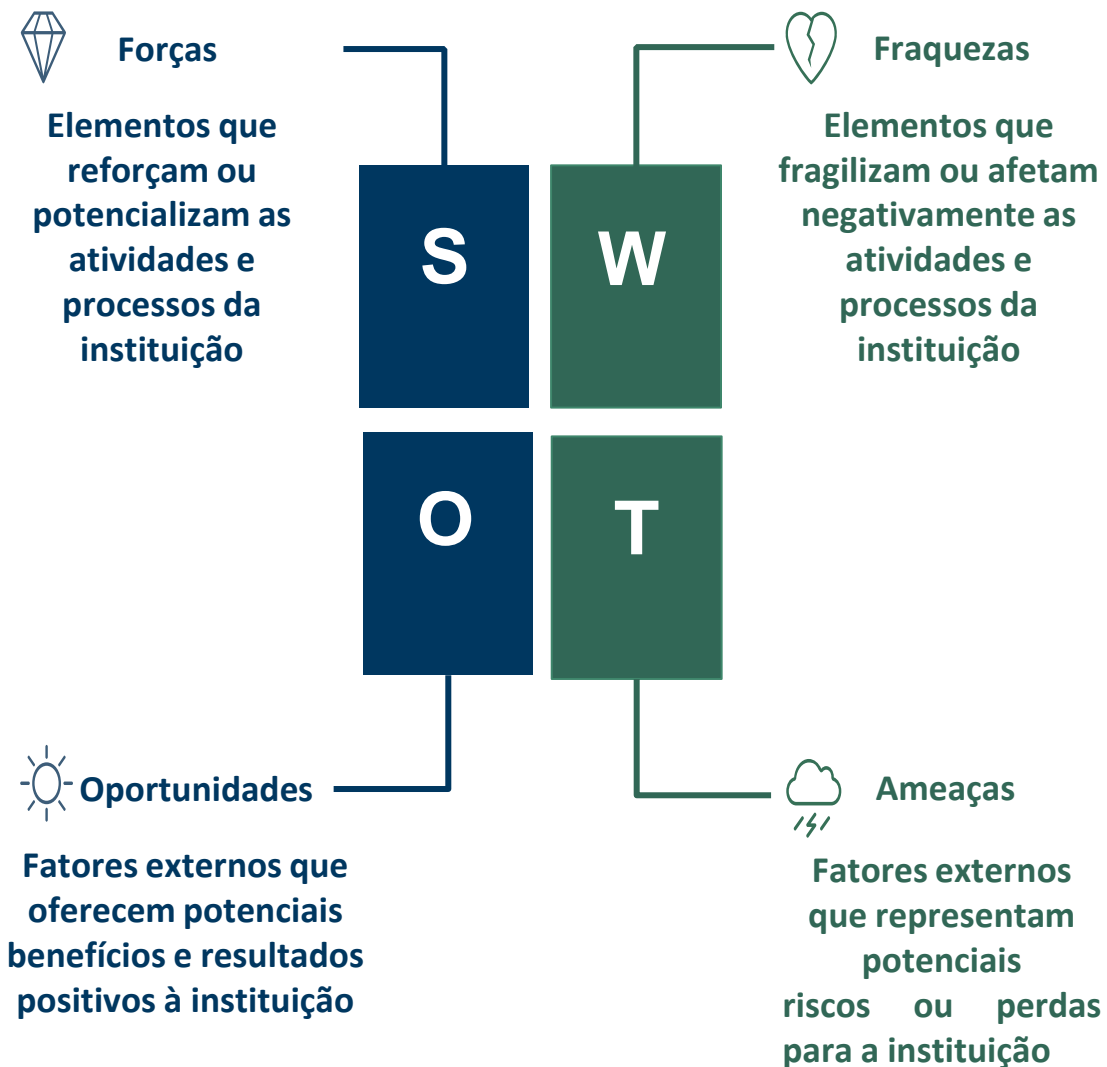 Forças
Elementos que
reforçam ou
potencializam as
atividades e
processos da
instituição
S
W
Fraquezas
Elementos que
fragilizam ou afetam
negativamente as
atividades e
processos da
instituição
O
T
Oportunidades
Fatores externos que
oferecem potenciais
benefícios e resultados
positivos à instituição
Ameaças
Fatores externos
que representam
potenciais
riscos ou perdas
para a instituição